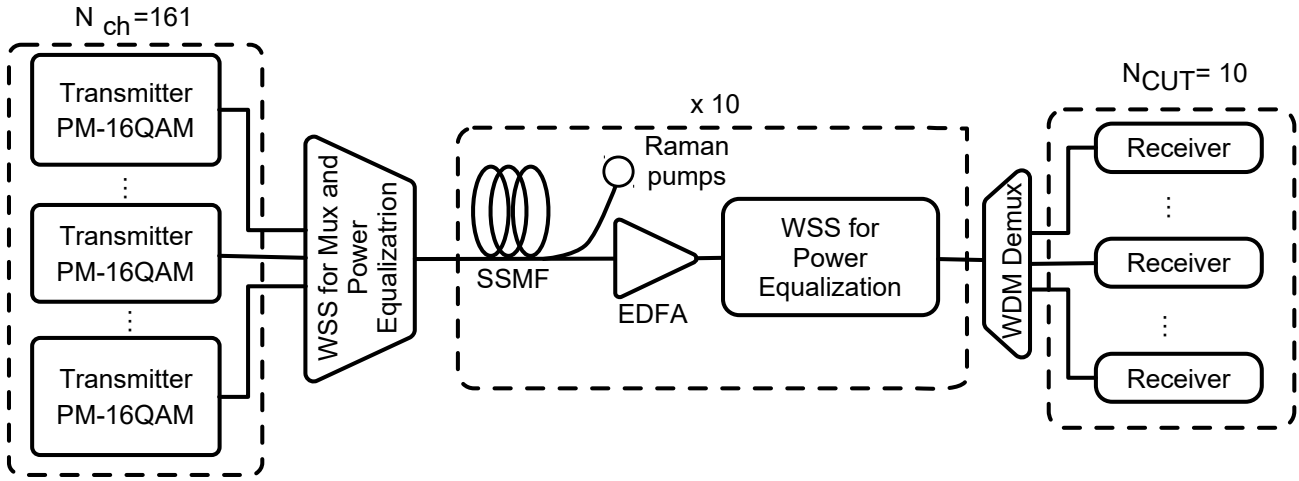 N ch=161
Transmitter
PM-16QAM
⋮
Transmitter
PM-16QAM
⋮
Transmitter
PM-16QAM
WSS for Mux and
Power
Equalizatrion
x 10
SSMF
Raman
pumps
EDFA
WSS for
Power
Equalization
WDM Demux
NCUT= 10
Receiver
⋮
Receiver
⋮
Receiver